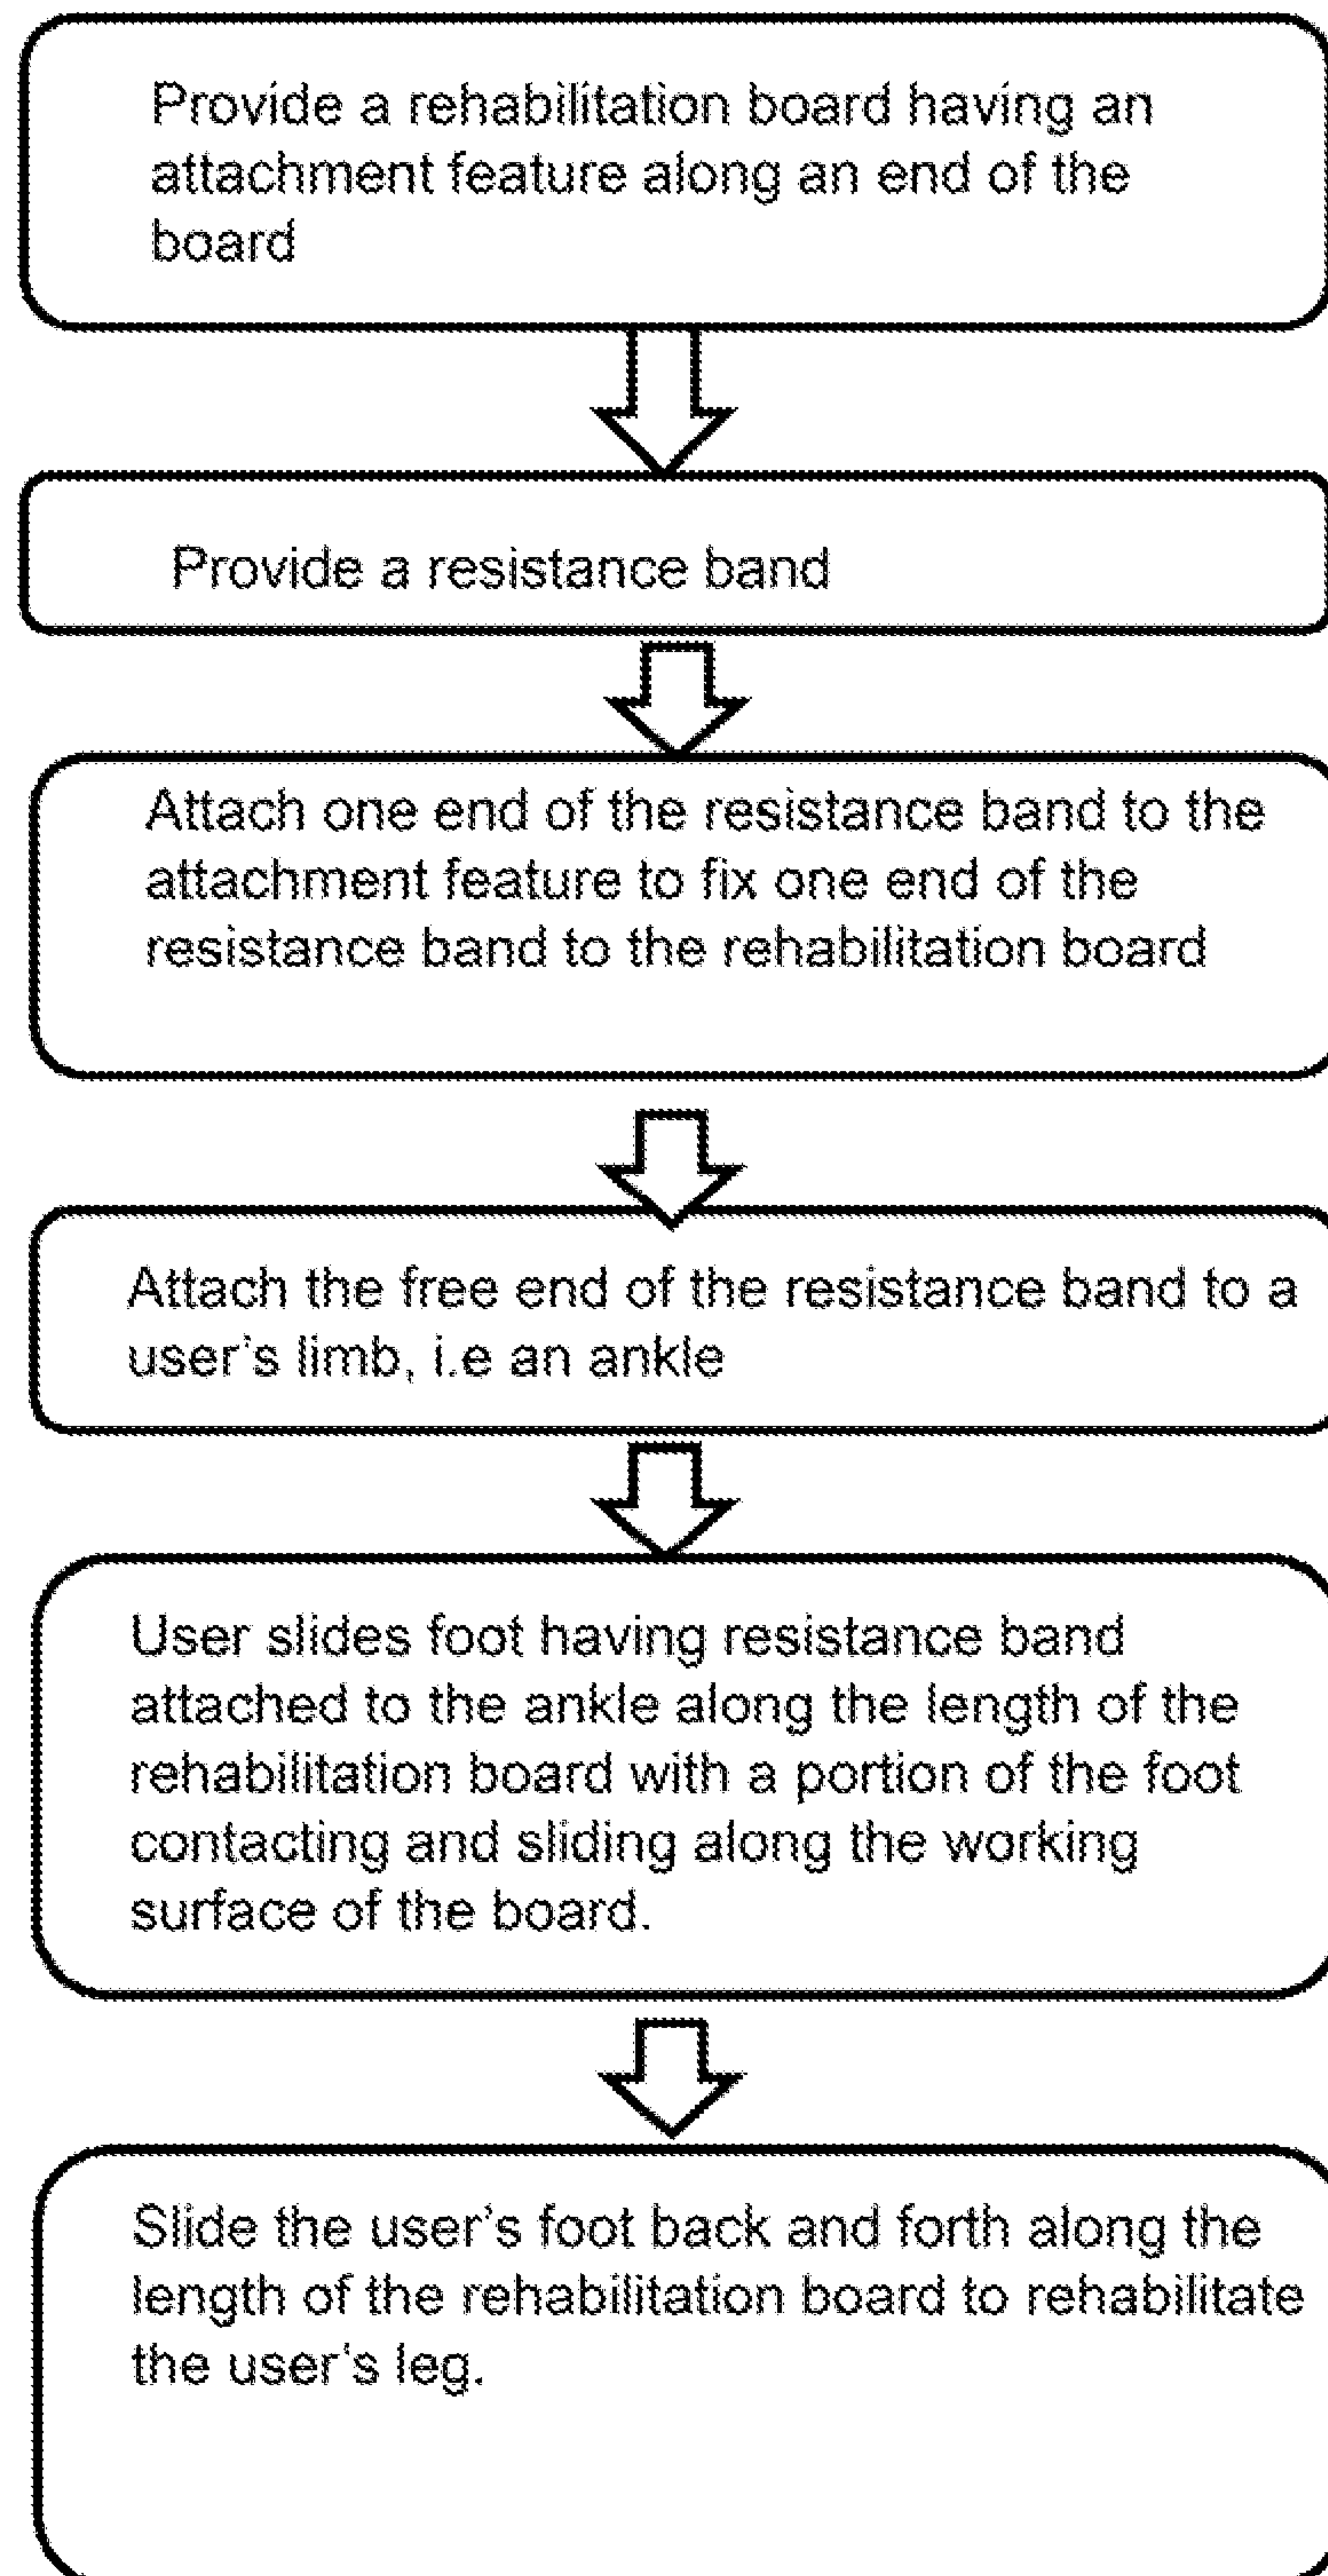 Provide a rehabilitation board having an
attachment feature along an end of the
board
Provide a resistance band
Attach one end of the resistance band to the
attachment feature to fix one end of the
resistance band to the rehabilitation board
Attach the free end of the resistance band to a
user's limb, i.e an ankle
User slides foot having resistance band
attached to the ankle along the length of the
rehabilitation board with a portion of the foot
contacting and sliding along the working
surface of the board.
Slide the user's foot back and forth along the
length of the rehabilitation board to rehabilitate
the user's leg.